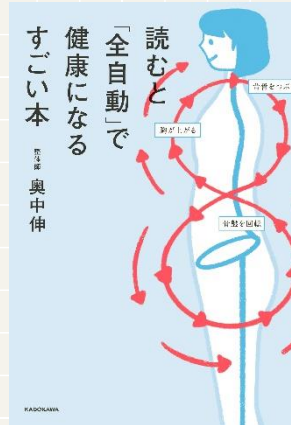 読むと
「全自動」で
健康になる
すごい本
整体師 奥中伸
胸が上がる
骨盤を回転
KADOKAWA